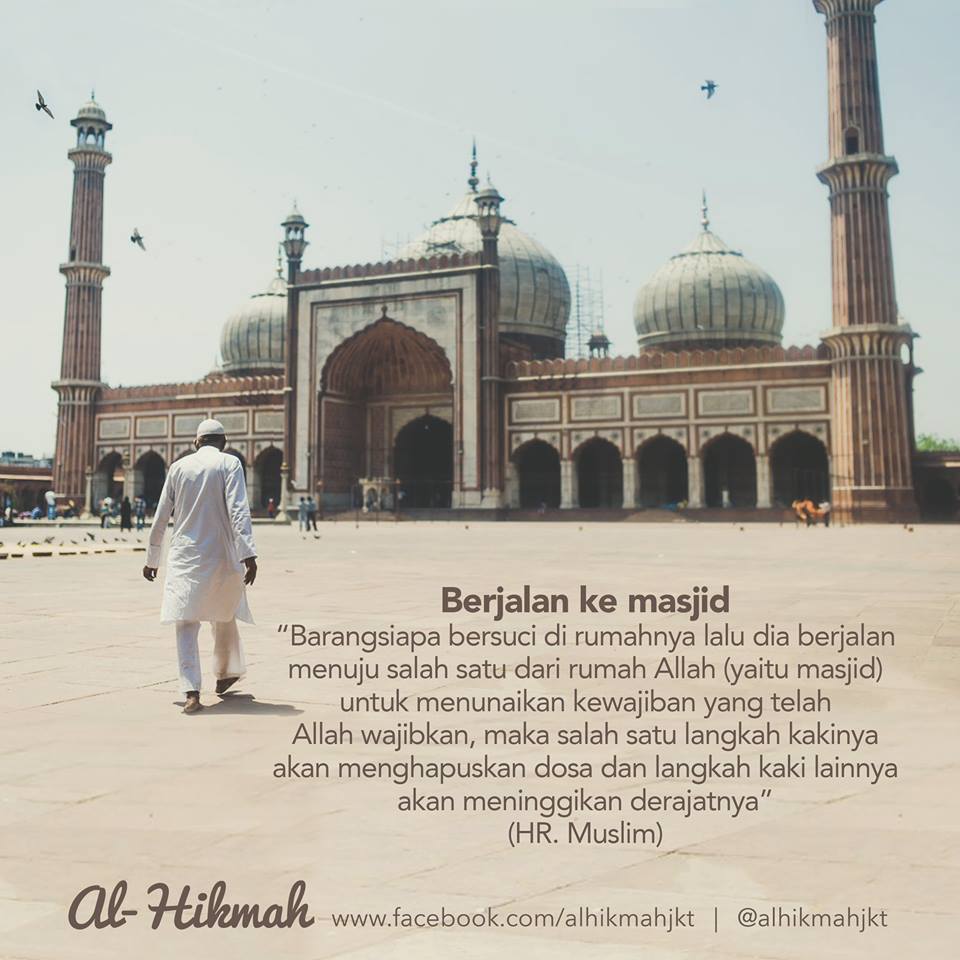 Berjalan ke masjid
“Barangsiapa bersuci di rumahnya lalu dia berjalan
menuju salah satu dari rumah Allah (yaitu masjid)
untuk menunaikan kewajiban yang telah
Allah wajibkan, maka salah satu langkah kakinya
akan menghapuskan dosa dan langkah kaki lainnya
akan meninggikan derajatnya”
(HR. Muslim)
Al-Hikmah www.facebook.com/alhikmahjkt | @alhikmahjkt